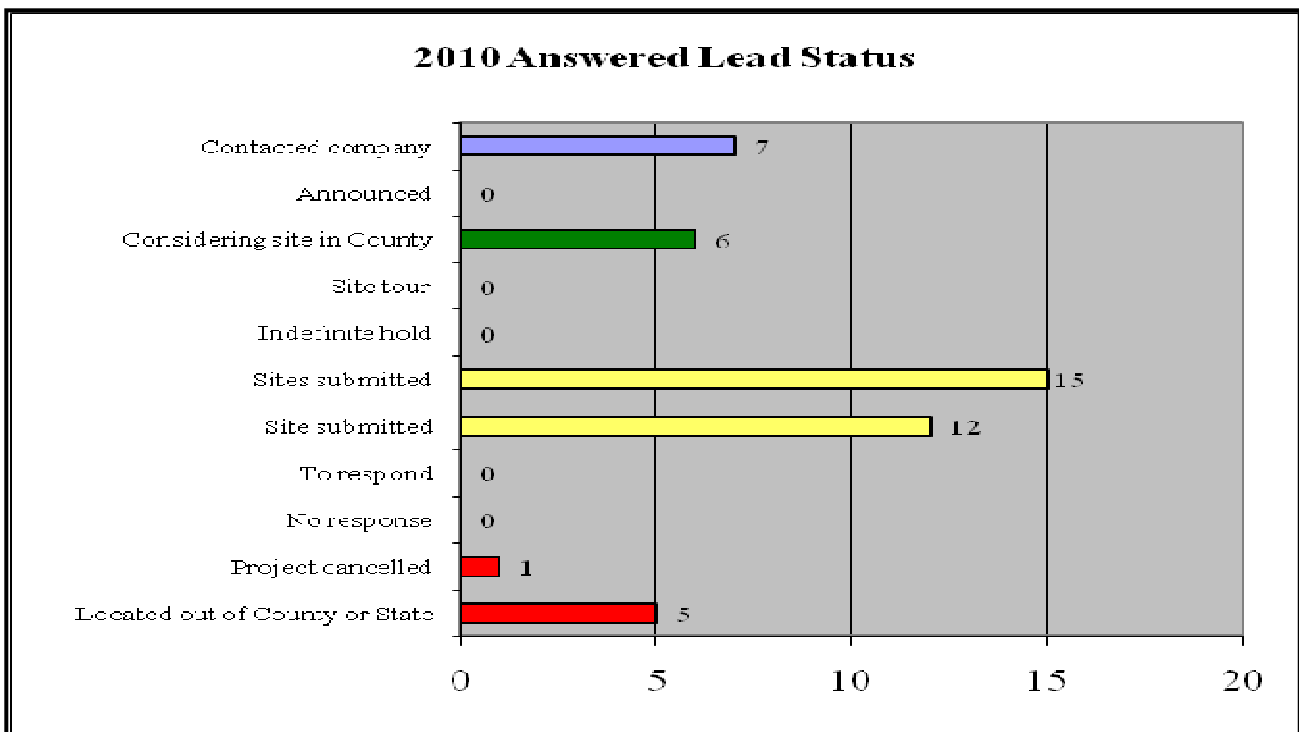 2010 Answered Lead Status
Contacted company 7
Announced 0
Considering site in County 6
Site tour 0
Indefinite hold 0
Sites submitted 15
Site submitted 12
To respond 0
No response 0
Project cancelled 1
Located out of County or State 5
0 5 10 15 20